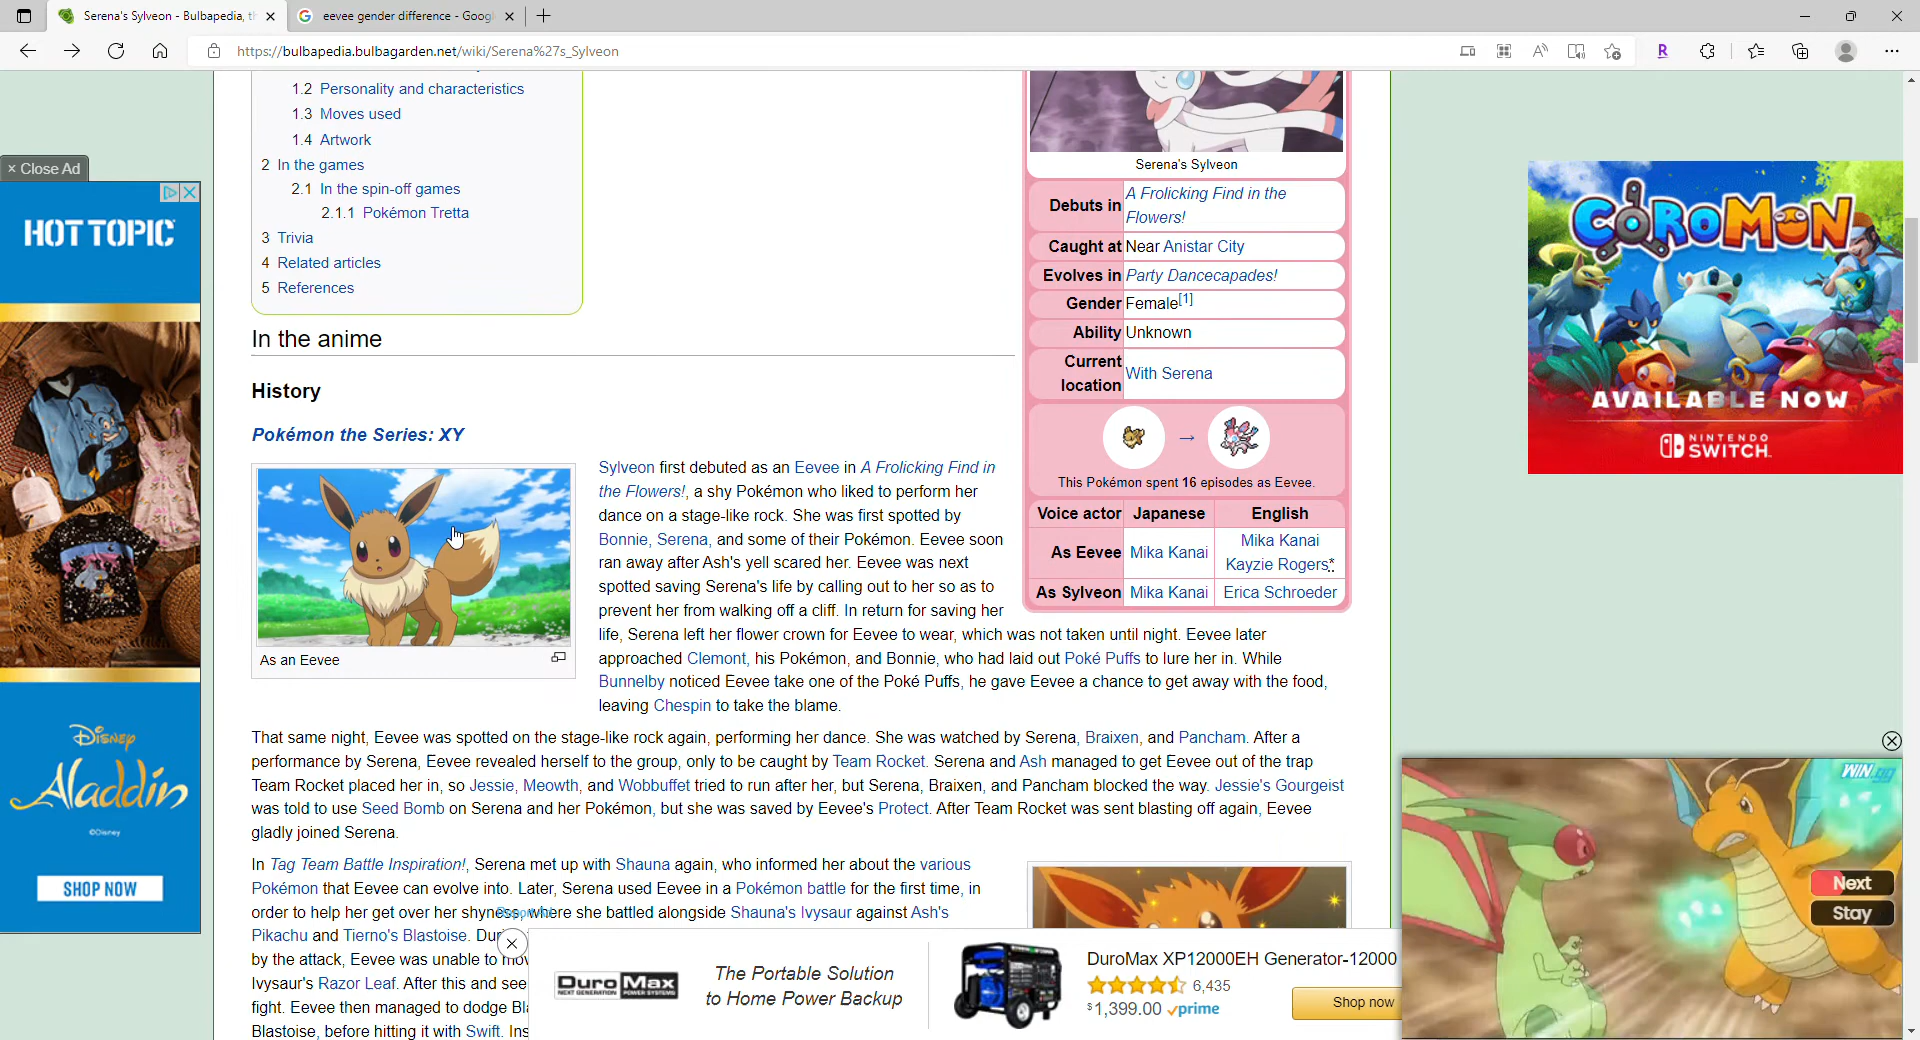 Serena's Sylveon - Bulbapedia, th
eevee gender difference - Googl
https://bulbapedia.bulbagarden.net/wiki/Serena%27s_Sylveon
1.2 Personality and characteristics
1.3 Moves used
1.4 Artwork
2 In the games
2.1 In the spin-off games
2.1.1 Pokémon Tretta
3 Trivia
4 Related articles
5 References
Serena's Sylveon
Debuts in A Frolicking Find in the
Flowers!
Caught at Near Anistar City
Evolves in Party Dancecapades!
Gender Female[1]
Ability Unknown
Current
location With Serena
→
This Pokémon spent 16 episodes as Eevee.
Voice actor Japanese English
As Eevee Mika Kanai Mika Kanai
Kayzie Rogers*
As Sylveon Mika Kanai Erica Schroeder
In the anime
History
Pokémon the Series: XY
As an Eevee
Sylveon first debuted as an Eevee in A Frolicking Find in
the Flowers!, a shy Pokémon who liked to perform her
dance on a stage-like rock. She was first spotted by
Bonnie, Serena, and some of their Pokémon. Eevee soon
ran away after Ash's yell scared her. Eevee was next
spotted saving Serena's life by calling out to her so as to
prevent her from walking off a cliff. In return for saving her
life, Serena left her flower crown for Eevee to wear, which was not taken until night. Eevee later
approached Clemont, his Pokémon, and Bonnie, who had laid out Poké Puffs to lure her in. While
Bunnelby noticed Eevee take one of the Poké Puffs, he gave Eevee a chance to get away with the food,
leaving Chespin to take the blame.
That same night, Eevee was spotted on the stage-like rock again, performing her dance. She was watched by Serena, Braixen, and Pancham. After a
performance by Serena, Eevee revealed herself to the group, only to be caught by Team Rocket. Serena and Ash managed to get Eevee out of the trap
Team Rocket placed her in, so Jessie, Meowth, and Wobbuffet tried to run after her, but Serena, Braixen, and Pancham blocked the way. Jessie's Gourgeist
was told to use Seed Bomb on Serena and her Pokémon, but she was saved by Eevee's Protect. After Team Rocket was sent blasting off again, Eevee
gladly joined Serena.
In Tag Team Battle Inspiration!, Serena met up with Shauna again, who informed her about the various
Pokémon that Eevee can evolve into. Later, Serena used Eevee in a Pokémon battle for the first time, in
order to help her get over her shyness, where she battled alongside Shauna's Ivysaur against Ash's
Pikachu and Tierno's Blastoise. Duri
by the attack, Eevee was unable to mov
Ivysaur's Razor Leaf. After this and see
fight. Eevee then managed to dodge Bla
Blastoise, before hitting it with Swift. Ins
× Close Ad
HOT TOPIC
Disney
Aladdin
©Disney
SHOP NOW
COROMON
AVAILABLE NOW
NINTENDO
SWITCH
WIN.gg
Next
Stay
Report Ad
DuroMax
NEXT GENERATION POWER SYSTEMS
The Portable Solution
to Home Power Backup
DuroMax XP12000EH Generator-12000
6,435
$1,399.00 prime
Shop now